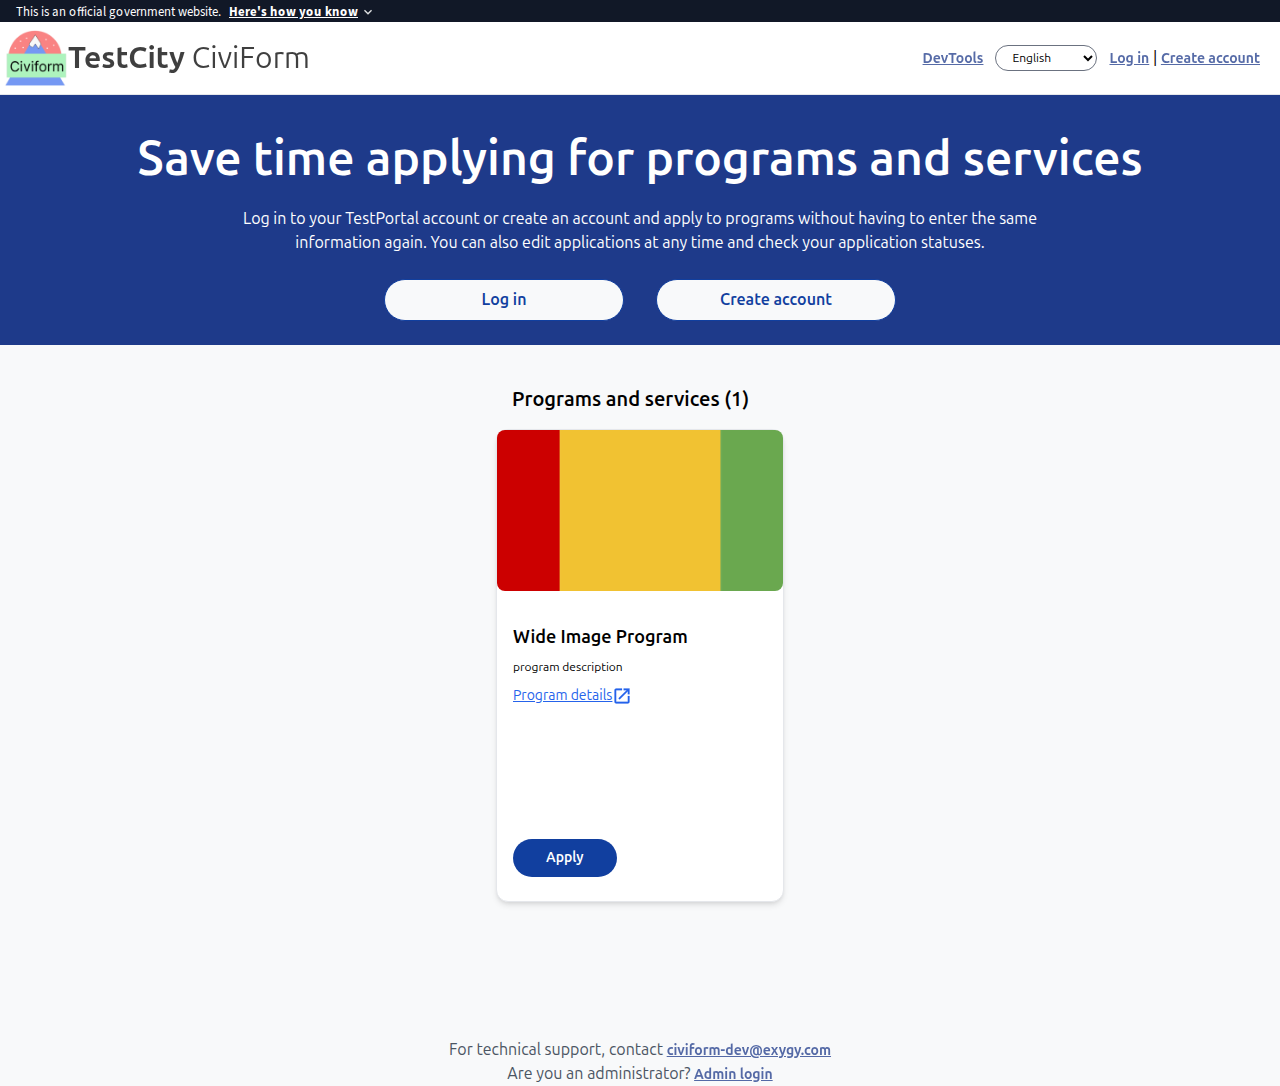 This is an official government website. Here's how you know
Civiform
TestCity CiviForm
DevTools English Log in | Create account
Save time applying for programs and services
Log in to your TestPortal account or create an account and apply to programs without having to enter the same
information again. You can also edit applications at any time and check your application statuses.
Log in Create account
Programs and services (1)
Wide Image Program
program description
Program details
Apply
For technical support, contact civiform-dev@exygy.com
Are you an administrator? Admin login